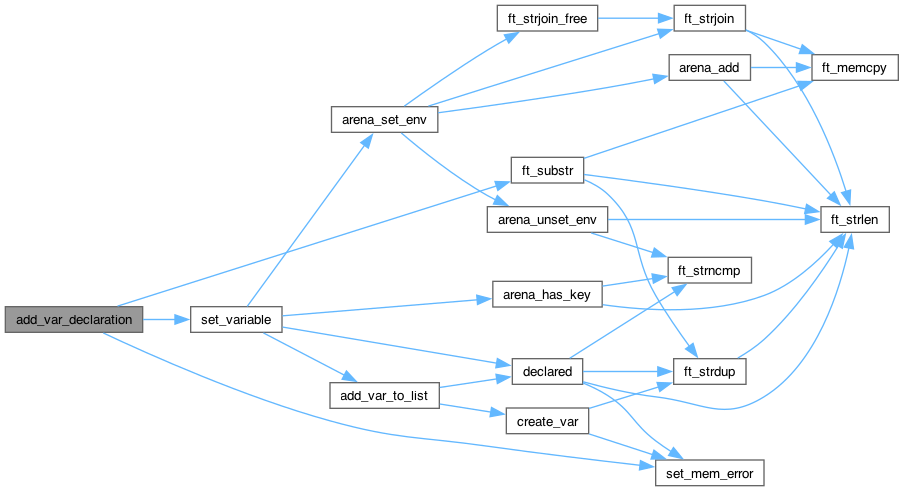 ft_strjoin_free
ft_strjoin
arena_add
ft_memcpy
arena_set_env
ft_substr
arena_unset_env
ft_strlen
ft_strncmp
arena_has_key
add_var_declaration
set_variable
declared
ft_strdup
add_var_to_list
create_var
set_mem_error